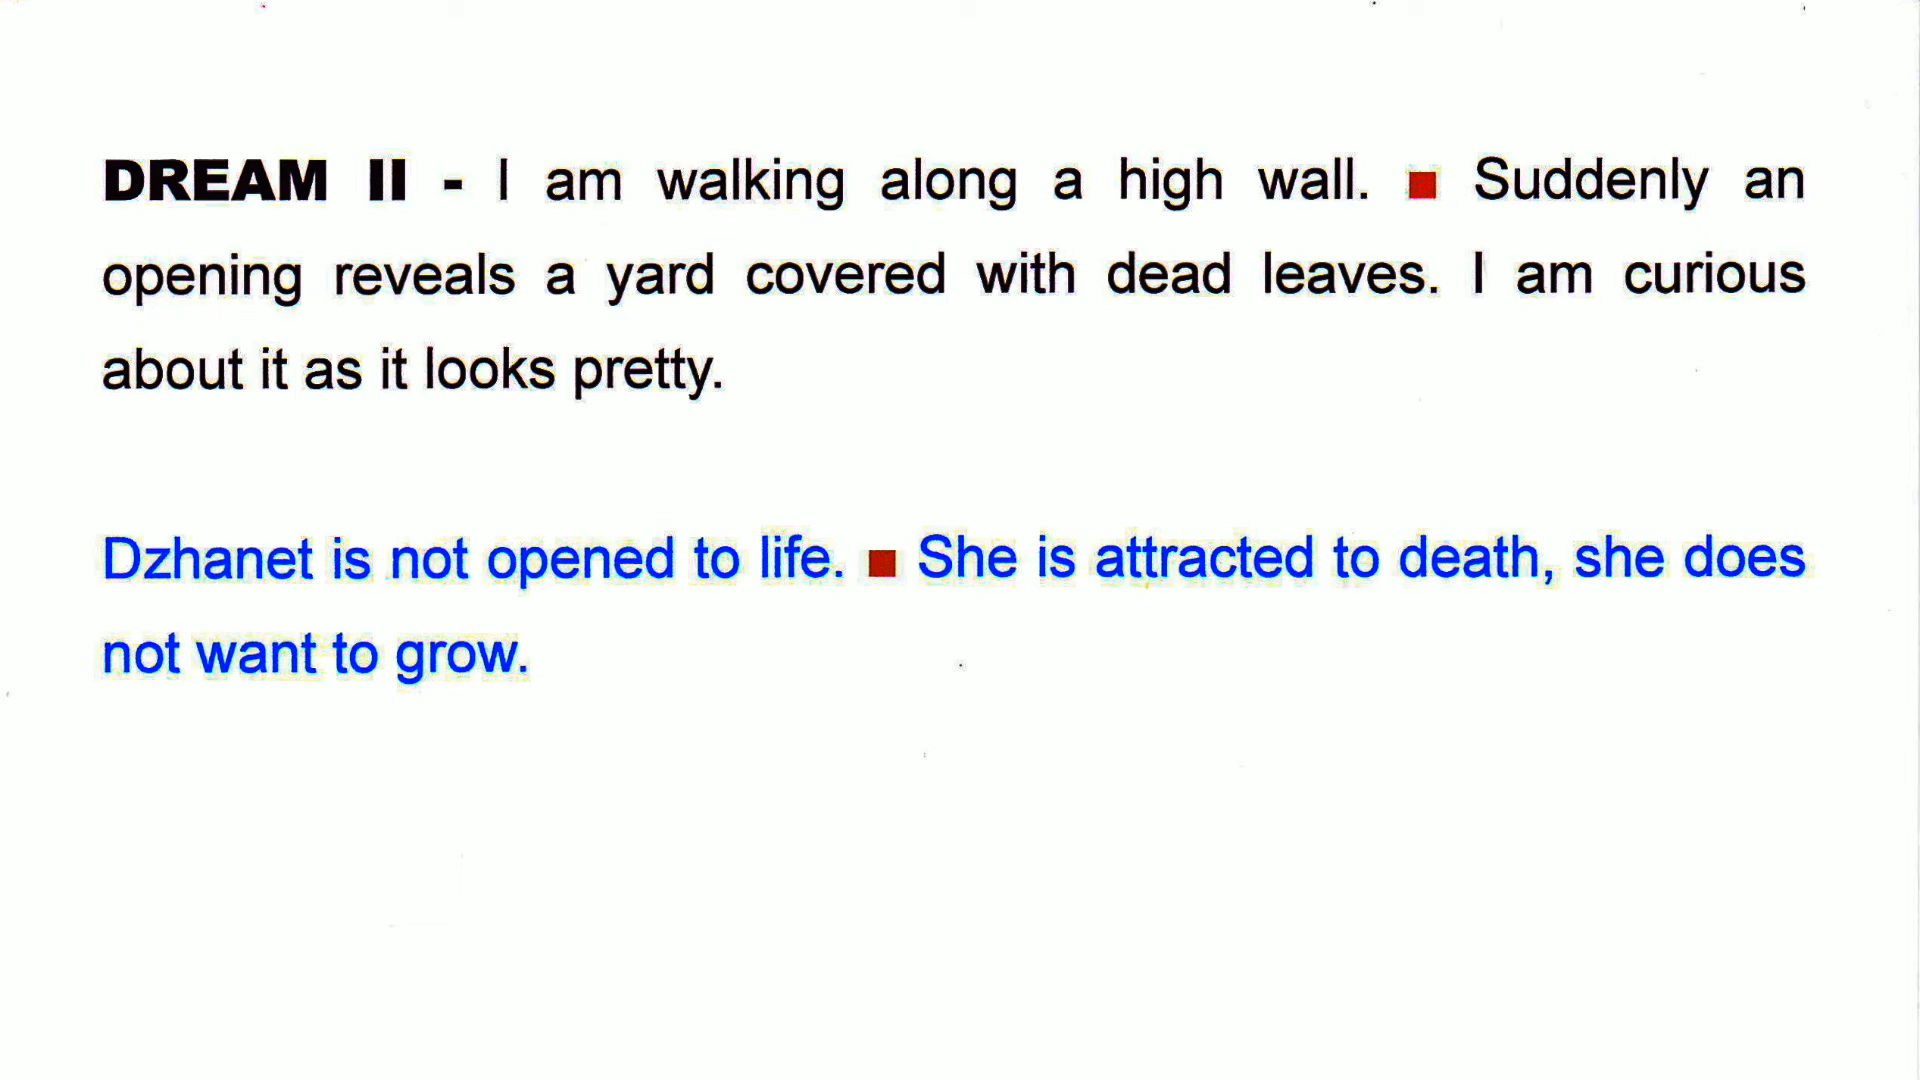 DREAM II - I am walking along a high wall. ■ Suddenly an
opening reveals a yard covered with dead leaves. I am curious
about it as it looks pretty.
Dzhanet is not opened to life. ■ She is attracted to death, she does
not want to grow.